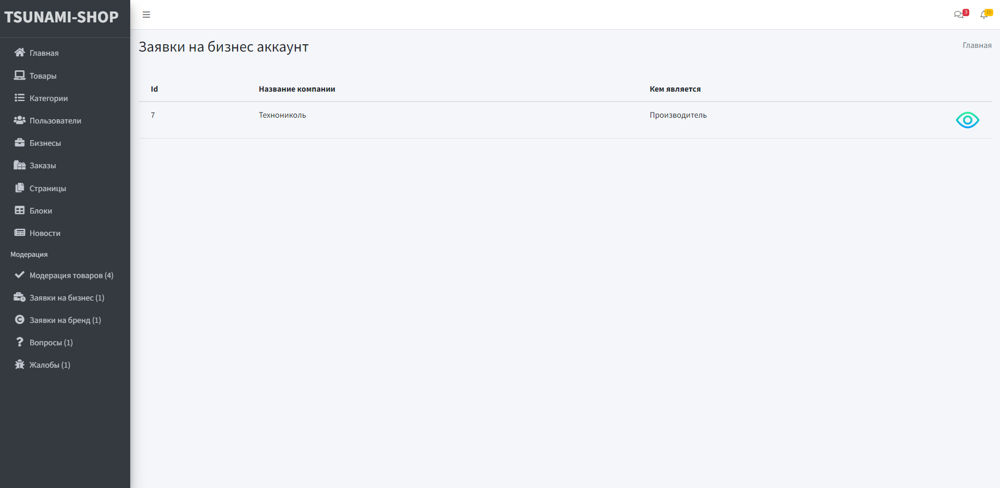 TSUNAMI-SHOP
3
15
Главная
Товары
Категории
Пользователи
Бизнесы
Заказы
Страницы
Блоки
Новости
Модерация
Модерация товаров (4)
Заявки на бизнес (1)
Заявки на бренд (1)
Вопросы (1)
Жалобы (1)
Заявки на бизнес аккаунт
Главная
Id Название компании Кем является
7 Технониколь Производитель